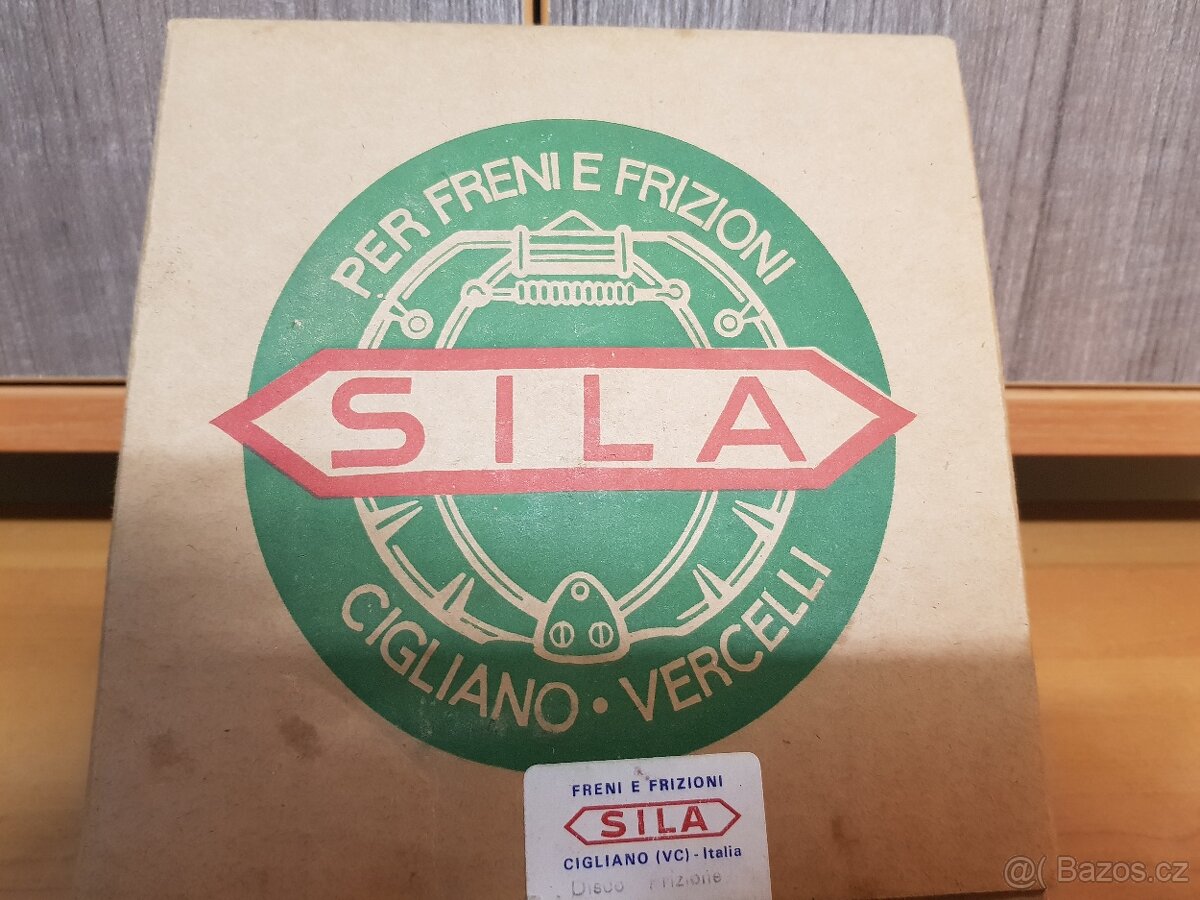 PER FRENI E FRIZIONI
SILA
CIGLIANO • VERCELLI
FRENI E FRIZIONI
SILA
CIGLIANO (VC) - Italia
Disco Frizione
@( Bazos.cz